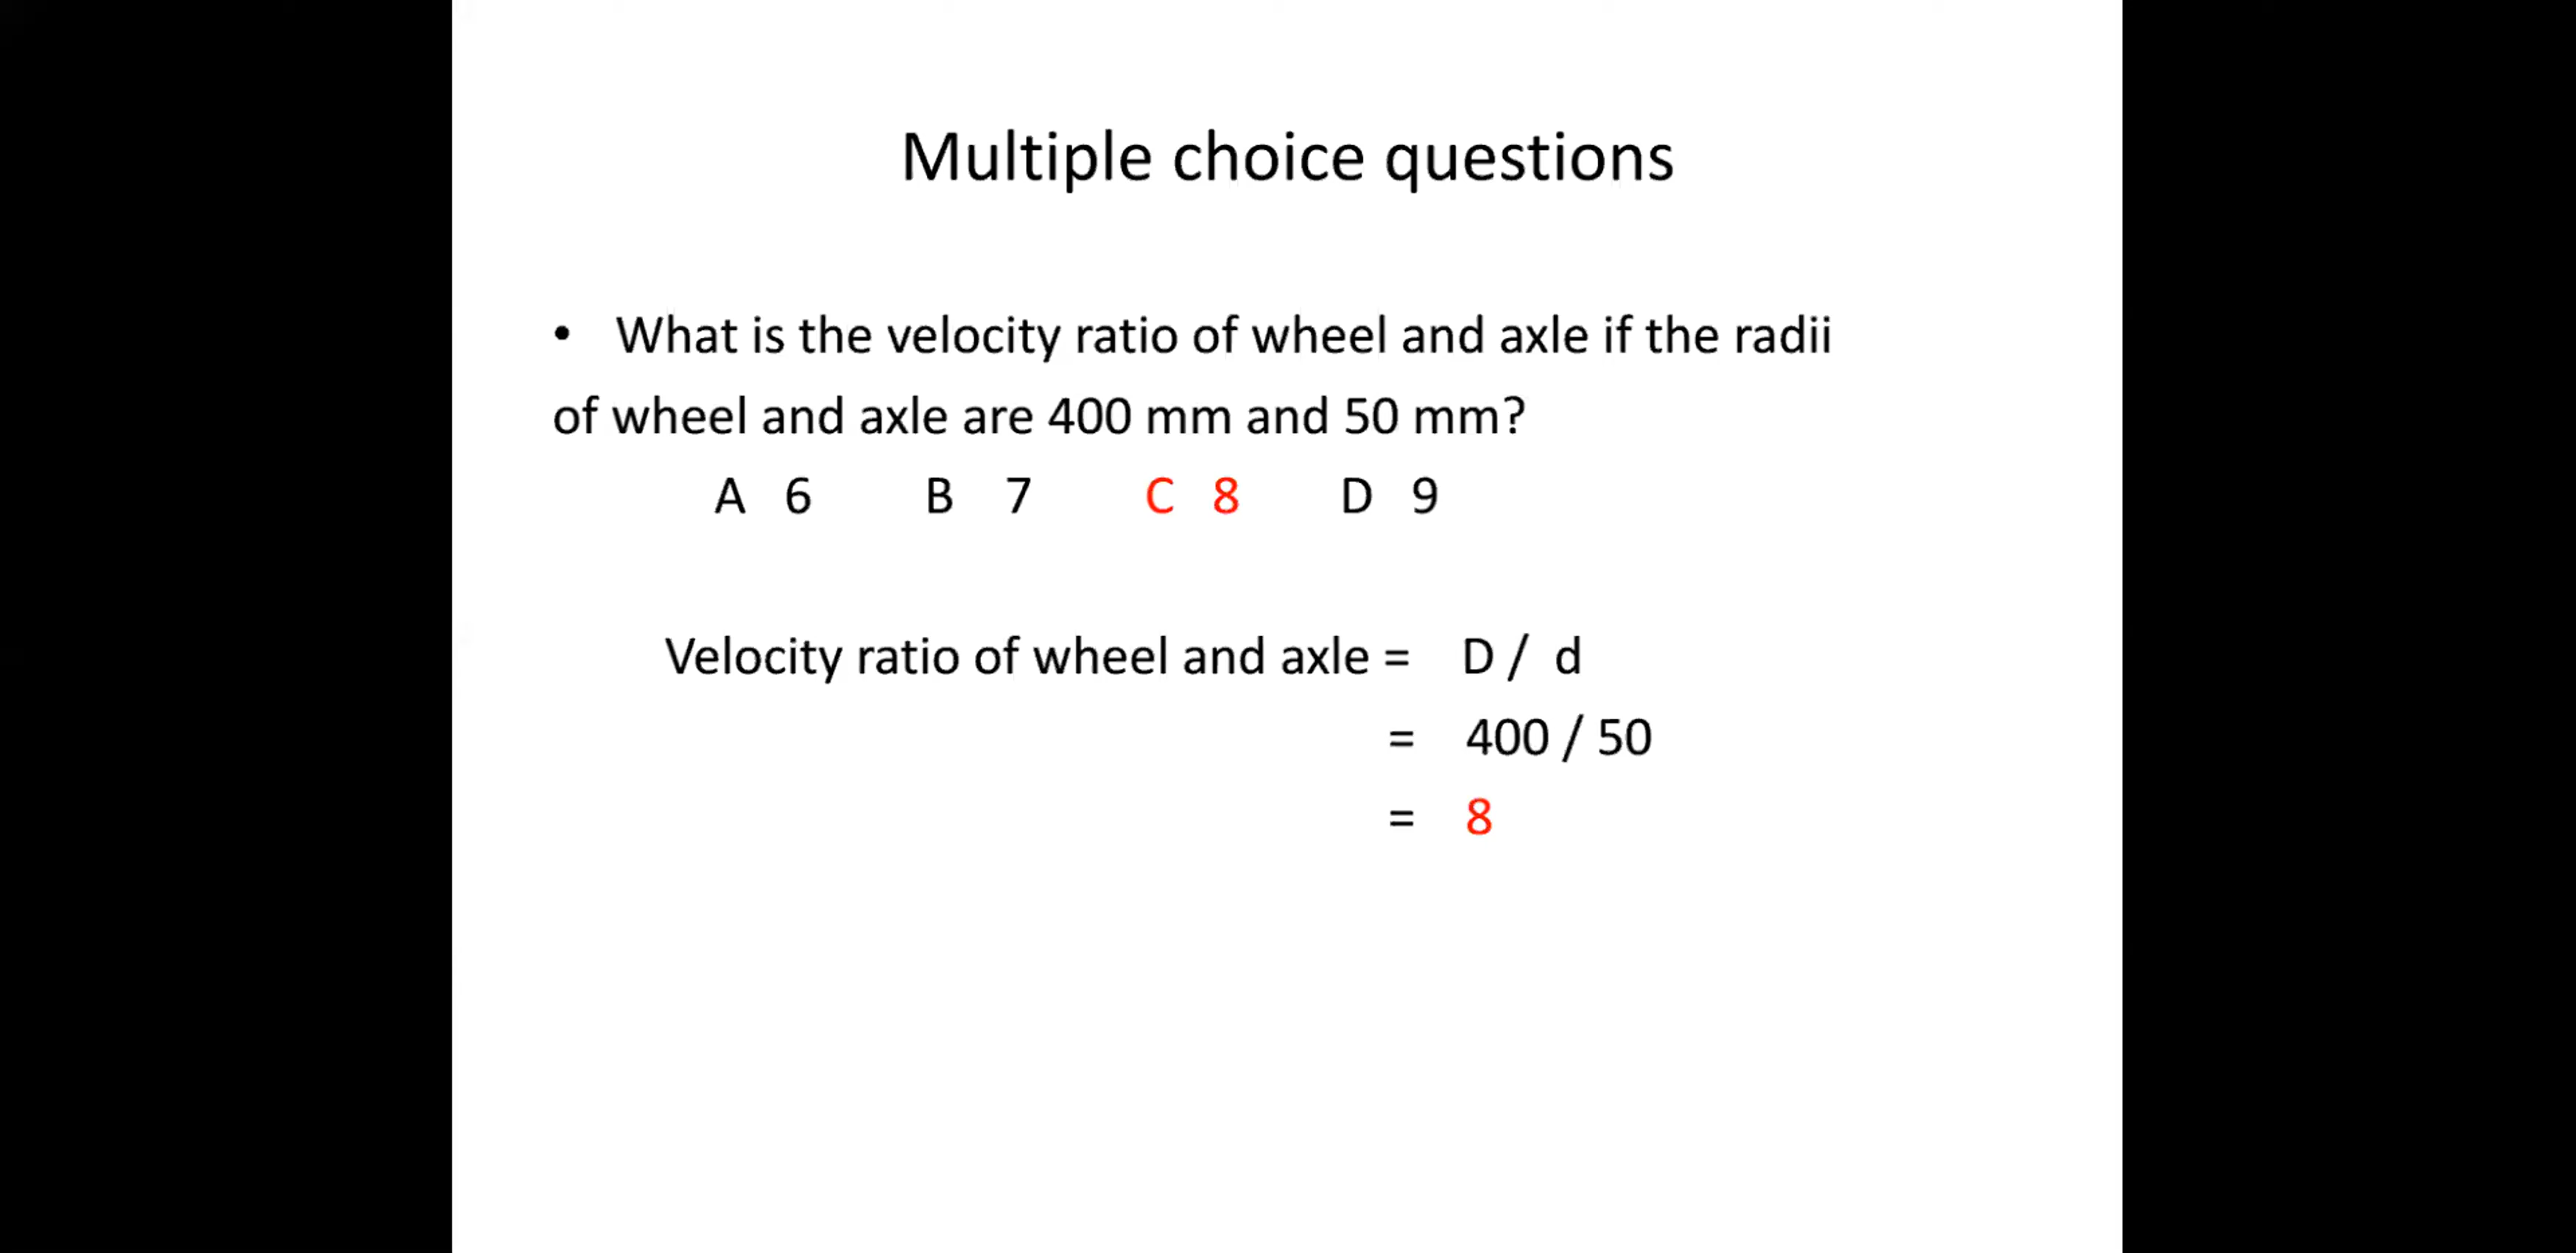 Multiple choice questions
• What is the velocity ratio of wheel and axle if the radii
of wheel and axle are 400 mm and 50 mm?
A 6 B 7 C 8 D 9
Velocity ratio of wheel and axle = D / d
= 400 / 50
= 8